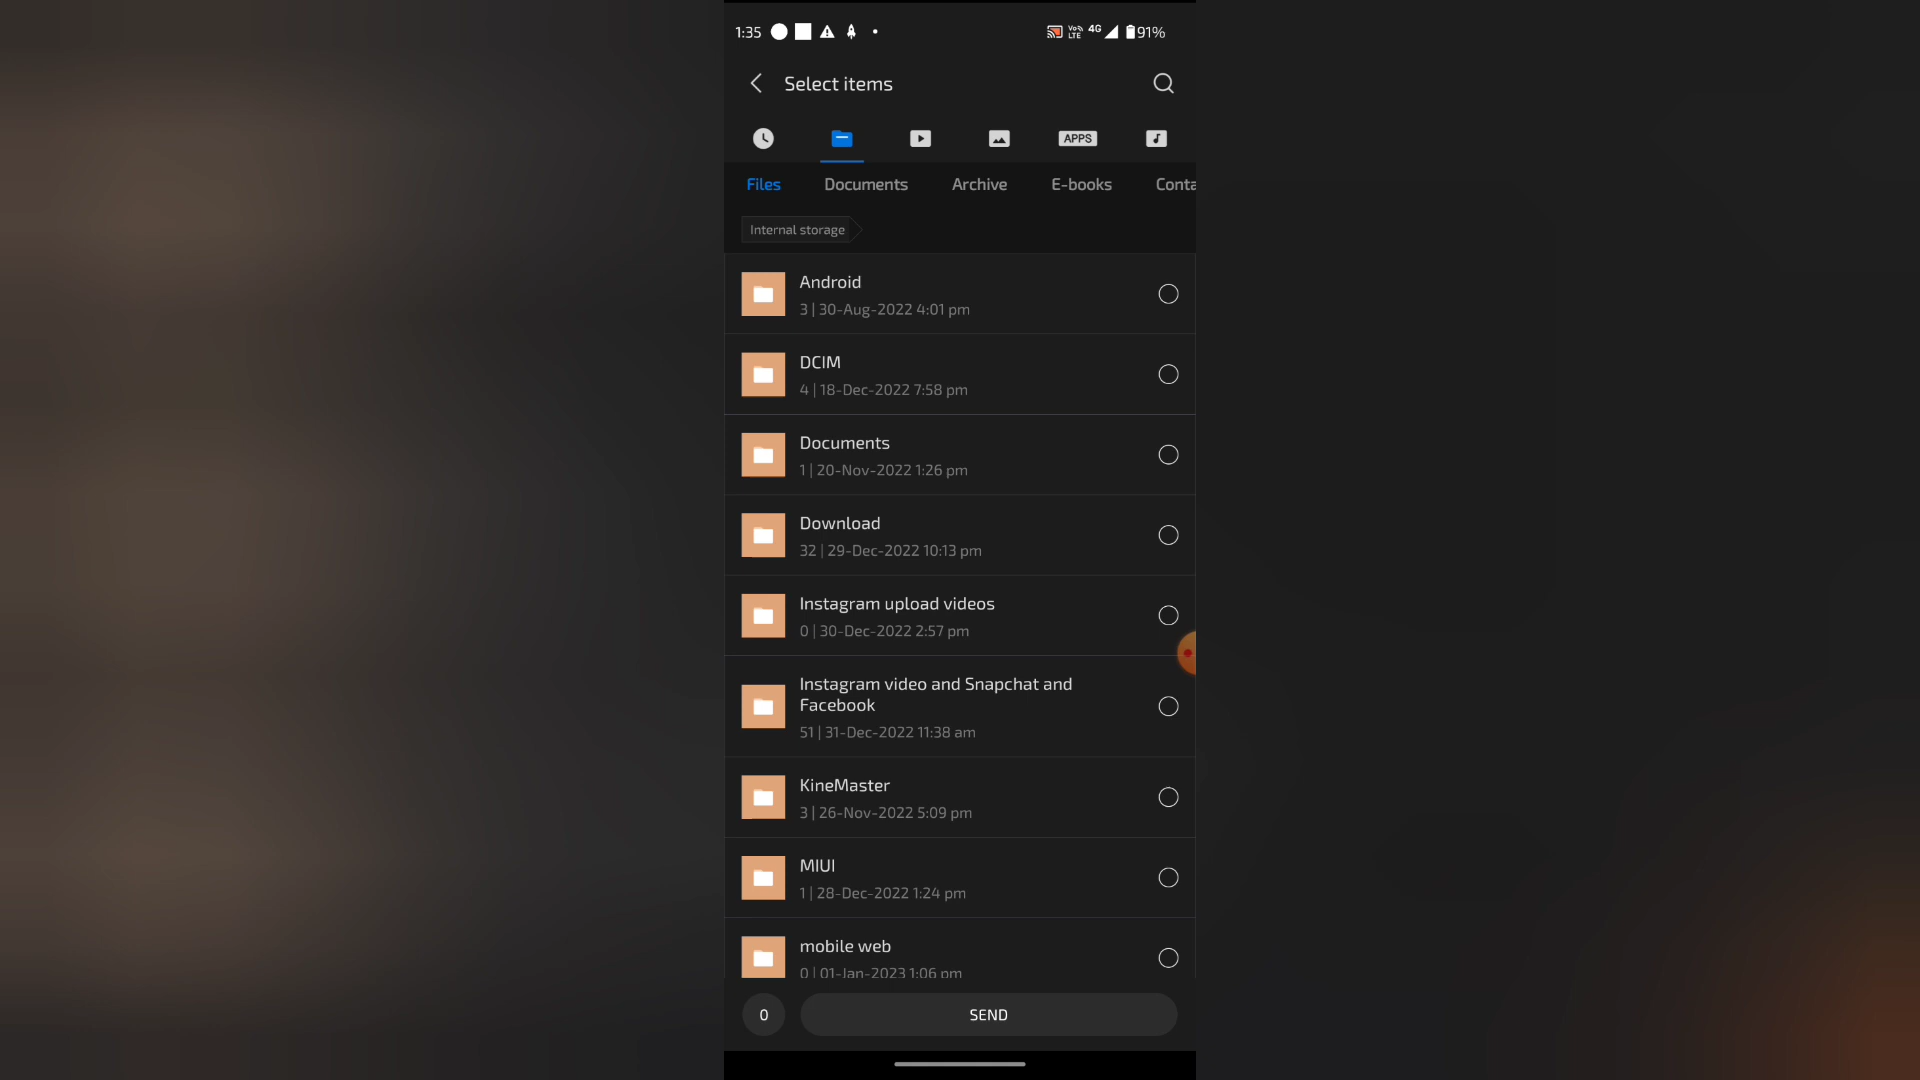 1:35
Vo LTE 4G 91%
Select items
APPS
Files Documents Archive E-books Conta
Internal storage
Android
3 | 30-Aug-2022 4:01 pm
DCIM
4 | 18-Dec-2022 7:58 pm
Documents
1 | 20-Nov-2022 1:26 pm
Download
32 | 29-Dec-2022 10:13 pm
Instagram upload videos
0 | 30-Dec-2022 2:57 pm
Instagram video and Snapchat and
Facebook
51 | 31-Dec-2022 11:38 am
KineMaster
3 | 26-Nov-2022 5:09 pm
MIUI
1 | 28-Dec-2022 1:24 pm
mobile web
0 | 01-Jan-2023 1:06 pm
0 SEND